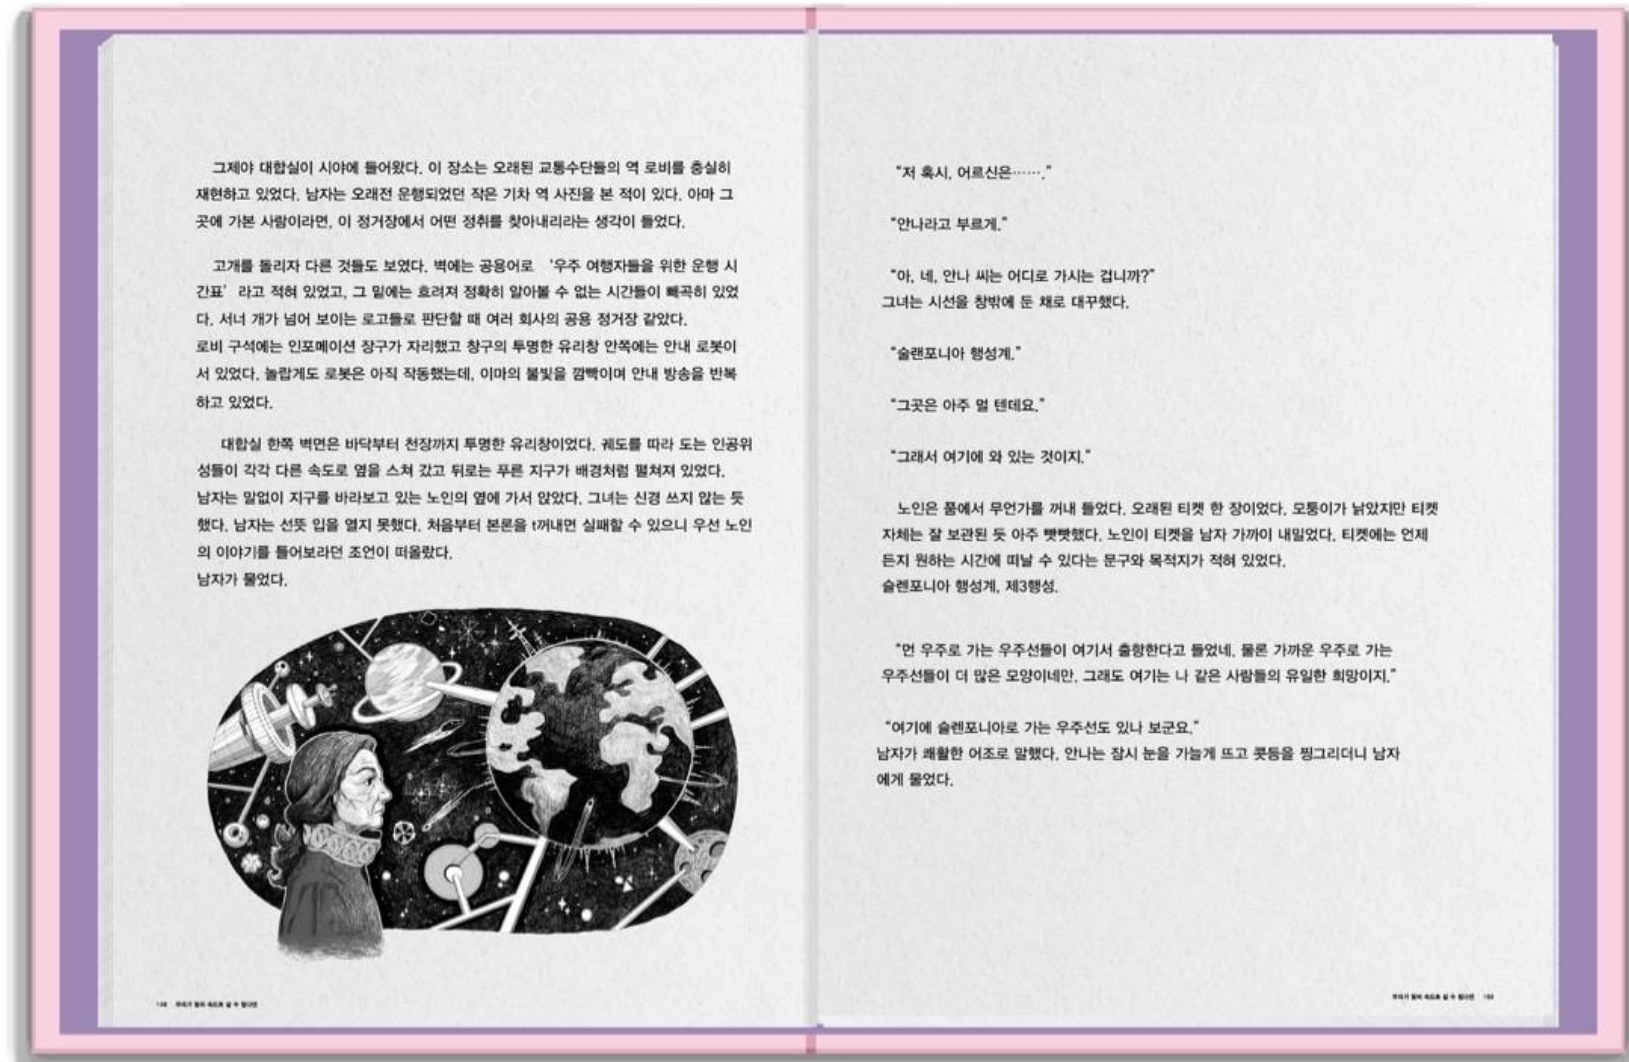 그제야 대합실이 시야에 들어왔다. 이 장소는 오래된 교통수단들의 역 로비를 충실히
재현하고 있었다. 남자는 오래전 운행되었던 작은 기차 역 사진을 본 적이 있다. 아마 그
곳에 가본 사람이라면, 이 정거장에서 어떤 정취를 찾아내리라는 생각이 들었다.
고개를 돌리자 다른 것들도 보였다. 벽에는 공용어로 ‘우주 여행자들을 위한 운행 시
간표’ 라고 적혀 있었고, 그 밑에는 흐려져 정확히 알아볼 수 없는 시간들이 빼곡히 있었
다. 서너 개가 넘어 보이는 로고들로 판단할 때 여러 회사의 공용 정거장 같았다.
로비 구석에는 인포메이션 장구가 자리했고 창구의 투명한 유리창 안쪽에는 안내 로봇이
서 있었다. 놀랍게도 로봇은 아직 작동했는데, 이마의 불빛을 깜빡이며 안내 방송을 반복
하고 있었다.
대합실 한쪽 벽면은 바닥부터 천장까지 투명한 유리창이었다. 궤도를 따라 도는 인공위
성들이 각각 다른 속도로 옆을 스쳐 갔고 뒤로는 푸른 지구가 배경처럼 펼쳐져 있었다.
남자는 말없이 지구를 바라보고 있는 노인의 옆에 가서 앉았다. 그녀는 신경 쓰지 않는 듯
했다. 남자는 선뜻 입을 열지 못했다. 처음부터 본론을 t꺼내면 실패할 수 있으니 우선 노인
의 이야기를 들어보라던 조언이 떠올랐다.
남자가 물었다.
148 우리가 빛의 속도로 갈 수 없다면
“저 혹시, 어르신은…….”
“안나라고 부르게.”
“아, 네, 안나 씨는 어디로 가시는 겁니까?”
그녀는 시선을 창밖에 둔 채로 대꾸했다.
“슬랜포니아 행성계.”
“그곳은 아주 멀 텐데요.”
“그래서 여기에 와 있는 것이지.”
노인은 품에서 무언가를 꺼내 들었다. 오래된 티켓 한 장이었다. 모퉁이가 낡았지만 티켓
자체는 잘 보관된 듯 아주 빳빳했다. 노인이 티켓을 남자 가까이 내밀었다. 티켓에는 언제
든지 원하는 시간에 떠날 수 있다는 문구와 목적지가 적혀 있었다.
슬렌포니아 행성계, 제3행성.
“먼 우주로 가는 우주선들이 여기서 출항한다고 들었네. 물론 가까운 우주로 가는
우주선들이 더 많은 모양이네만, 그래도 여기는 나 같은 사람들의 유일한 희망이지.”
“여기에 슬렌포니아로 가는 우주선도 있나 보군요.”
남자가 쾌활한 어조로 말했다. 안나는 잠시 눈을 가늘게 뜨고 콧등을 찡그리더니 남자
에게 물었다.
우리가 빛의 속도로 갈 수 없다면